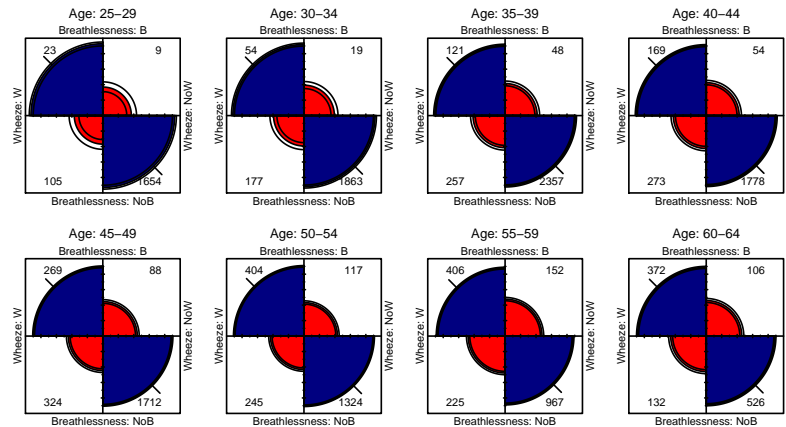 Age: 25−29
Breathlessness: B
23 9
Wheeze: W
Wheeze: NoW
105 1654
Breathlessness: NoB
Age: 30−34
Breathlessness: B
54 19
Wheeze: W
Wheeze: NoW
177 1863
Breathlessness: NoB
Age: 35−39
Breathlessness: B
121 48
Wheeze: W
Wheeze: NoW
257 2357
Breathlessness: NoB
Age: 40−44
Breathlessness: B
169 54
Wheeze: W
Wheeze: NoW
273 1778
Breathlessness: NoB
Age: 45−49
Breathlessness: B
269 88
Wheeze: W
Wheeze: NoW
324 1712
Breathlessness: NoB
Age: 50−54
Breathlessness: B
404 117
Wheeze: W
Wheeze: NoW
245 1324
Breathlessness: NoB
Age: 55−59
Breathlessness: B
406 152
Wheeze: W
Wheeze: NoW
225 967
Breathlessness: NoB
Age: 60−64
Breathlessness: B
372 106
Wheeze: W
Wheeze: NoW
132 526
Breathlessness: NoB